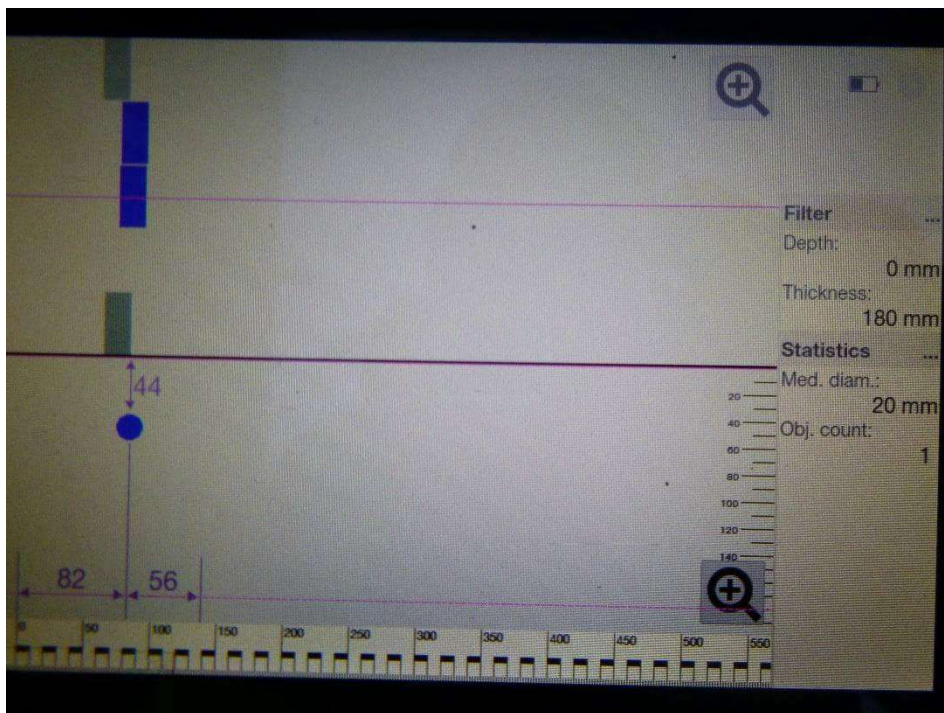 Filter ...
Depth:
0 mm
Thickness:
180 mm
Statistics ...
Med. diam.:
20 mm
Obj. count:
1
44
20
40
60
80
100
120
140
82 56
0 50 100 150 200 250 300 350 400 450 500 550